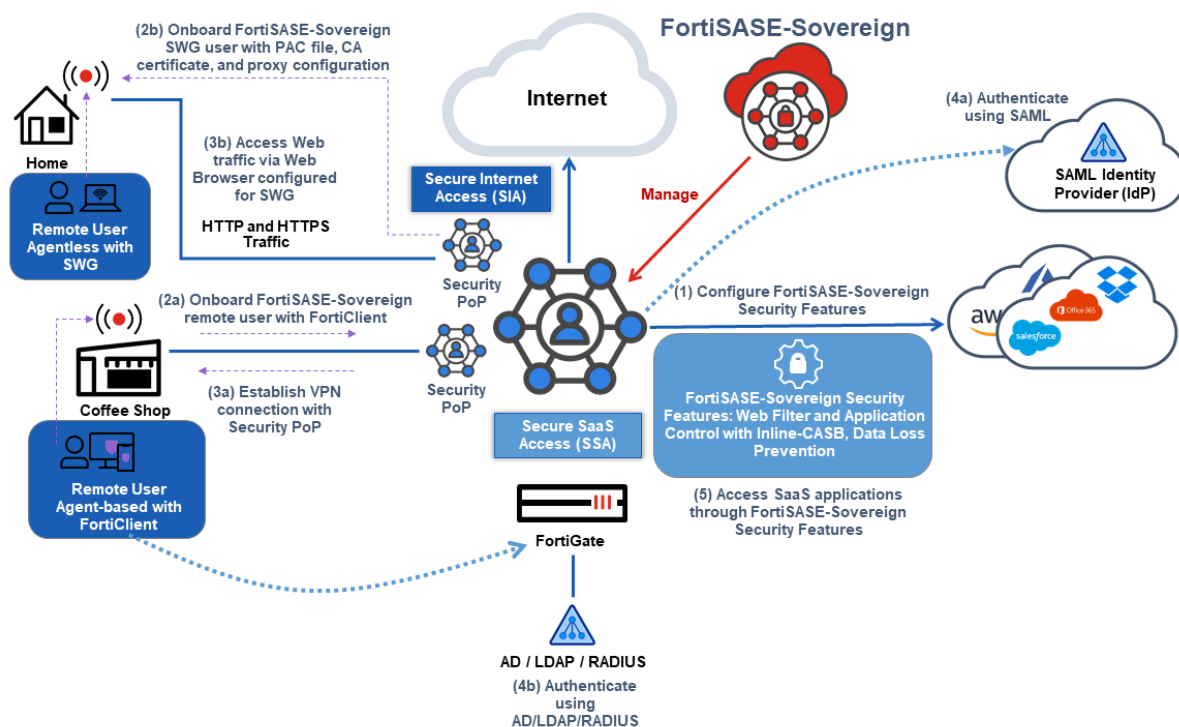 (2b) Onboard FortiSASE-Sovereign
SWG user with PAC file, CA
certificate, and proxy configuration
FortiSASE-Sovereign
Internet
(4a) Authenticate
using SAML
Home
(3b) Access Web
traffic via Web
Browser configured
for SWG
Secure Internet
Access (SIA)
Manage
SAML Identity
Provider (IdP)
Remote User
Agentless with
SWG
HTTP and HTTPS
Traffic
Security
PoP
(2a) Onboard FortiSASE-Sovereign
remote user with FortiClient
(1) Configure FortiSASE-Sovereign
Security Features
aws
Office 365
salesforce
Coffee Shop
(3a) Establish VPN
connection with
Security PoP
Security
PoP
Secure SaaS
Access (SSA)
FortiSASE-Sovereign Security
Features: Web Filter and Application
Control with Inline-CASB, Data Loss
Prevention
Remote User
Agent-based with
FortiClient
FortiGate
(5) Access SaaS applications
through FortiSASE-Sovereign
Security Features
AD / LDAP / RADIUS
(4b) Authenticate
using
AD/LDAP/RADIUS